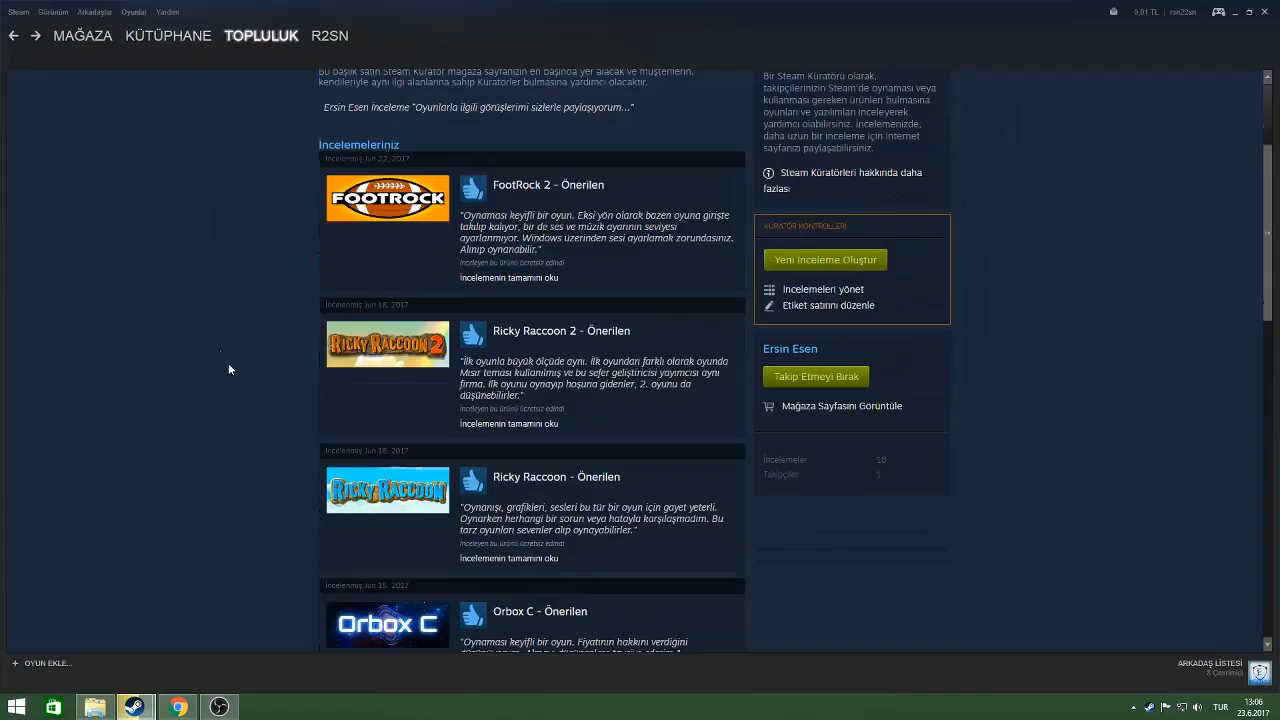 Steam Görünüm Arkadaşlar Oyunlar Yardım
0,01 TL rsn22sn
MAĞAZA KÜTÜPHANE TOPLULUK R2SN
Bu başlık satırı Steam Küratör mağaza sayfanızın en başında yer alacak ve müşterilerin,
kendileriyle aynı ilgi alanlarına sahip Küratörler bulmasına yardımcı olacaktır.
Ersin Esen İnceleme "Oyunlarla ilgili görüşlerimi sizlerle paylaşıyorum..."
İncelemeleriniz
İncelenmiş Jun 22, 2017
FOOTROCK
FootRock 2 - Önerilen
"Oynaması keyifli bir oyun. Eksi yön olarak bazen oyuna girişte
takılıp kalıyor, bir de ses ve müzik ayarının seviyesi
ayarlanmıyor. Windows üzerinden sesi ayarlamak zorundasınız.
Alınıp oynanabilir."
İnceleyen bu ürünü ücretsiz edindi
İncelemenin tamamını oku
İncelenmiş Jun 18, 2017
RICKY RACCOON 2
Ricky Raccoon 2 - Önerilen
"İlk oyunla büyük ölçüde aynı. İlk oyundan farklı olarak oyunda
Mısır teması kullanılmış ve bu sefer geliştiricisi yayımcısı aynı
firma. İlk oyunu oynayıp hoşuna gidenler, 2. oyunu da
düşünebilirler."
İnceleyen bu ürünü ücretsiz edindi
İncelemenin tamamını oku
İncelenmiş Jun 18, 2017
RICKY RACCOON
Ricky Raccoon - Önerilen
"Oynanışı, grafikleri, sesleri bu tür bir oyun için gayet yeterli.
Oynarken herhangi bir sorun veya hatayla karşılaşmadım. Bu
tarz oyunları sevenler alıp oynayabilirler."
İnceleyen bu ürünü ücretsiz edindi
İncelemenin tamamını oku
İncelenmiş Jun 15, 2017
Orbox C
Orbox C - Önerilen
"Oynaması keyifli bir oyun. Fiyatının hakkını verdiğini
Bir Steam Küratörü olarak,
takipçilerinizin Steam'de oynaması veya
kullanması gereken ürünleri bulmasına
oyunları ve yazılımları inceleyerek
yardımcı olabilirsiniz. İncelemenizde,
daha uzun bir inceleme için internet
sayfanızı paylaşabilirsiniz.
Steam Küratörleri hakkında daha
fazlası
KÜRATÖR KONTROLLERİ
Yeni İnceleme Oluştur
İncelemeleri yönet
Etiket satırını düzenle
Ersin Esen
Takip Etmeyi Bırak
Mağaza Sayfasını Görüntüle
İncelemeler 18
Takipçiler 1
+ OYUN EKLE...
ARKADAŞ LİSTESİ
Çevrimiçi
TUR
13:06
23.6.2017